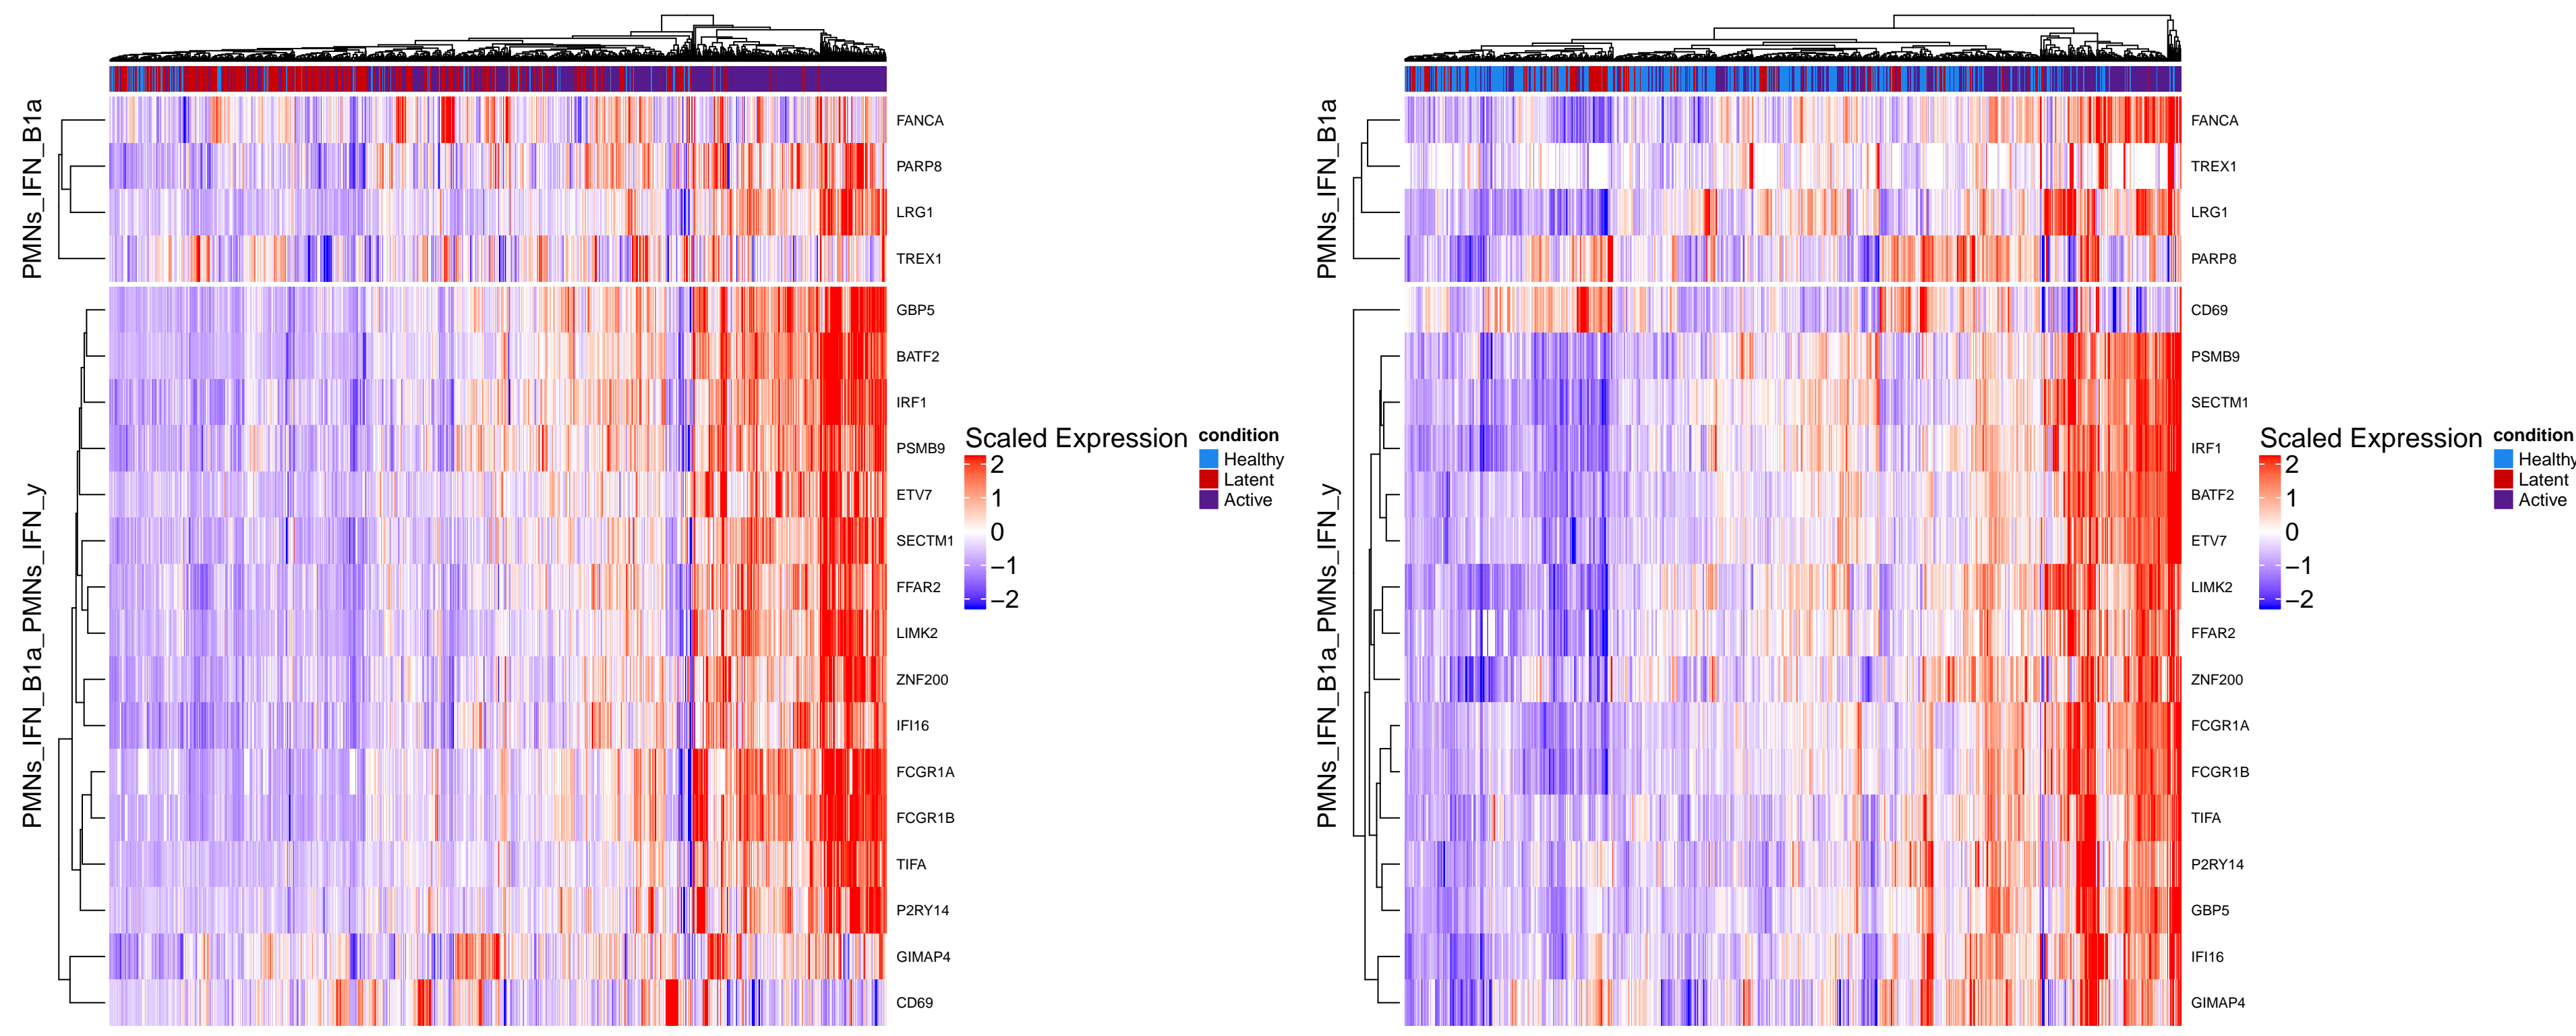 PMNs_IFN_B1a
FANCA
PARP8
LRG1
TREX1
PMNs_IFN_B1a_PMNs_IFN_y
GBP5
BATF2
IRF1
PSMB9
ETV7
SECTM1
FFAR2
LIMK2
ZNF200
IFI16
FCGR1A
FCGR1B
TIFA
P2RY14
GIMAP4
CD69
Scaled Expression
2
1
0
−1
−2
condition
Healthy
Latent
Active
PMNs_IFN_B1a
FANCA
TREX1
LRG1
PARP8
PMNs_IFN_B1a_PMNs_IFN_y
CD69
PSMB9
SECTM1
IRF1
BATF2
ETV7
LIMK2
FFAR2
ZNF200
FCGR1A
FCGR1B
TIFA
P2RY14
GBP5
IFI16
GIMAP4
Scaled Expression
2
1
0
−1
−2
condition
Healthy
Latent
Active